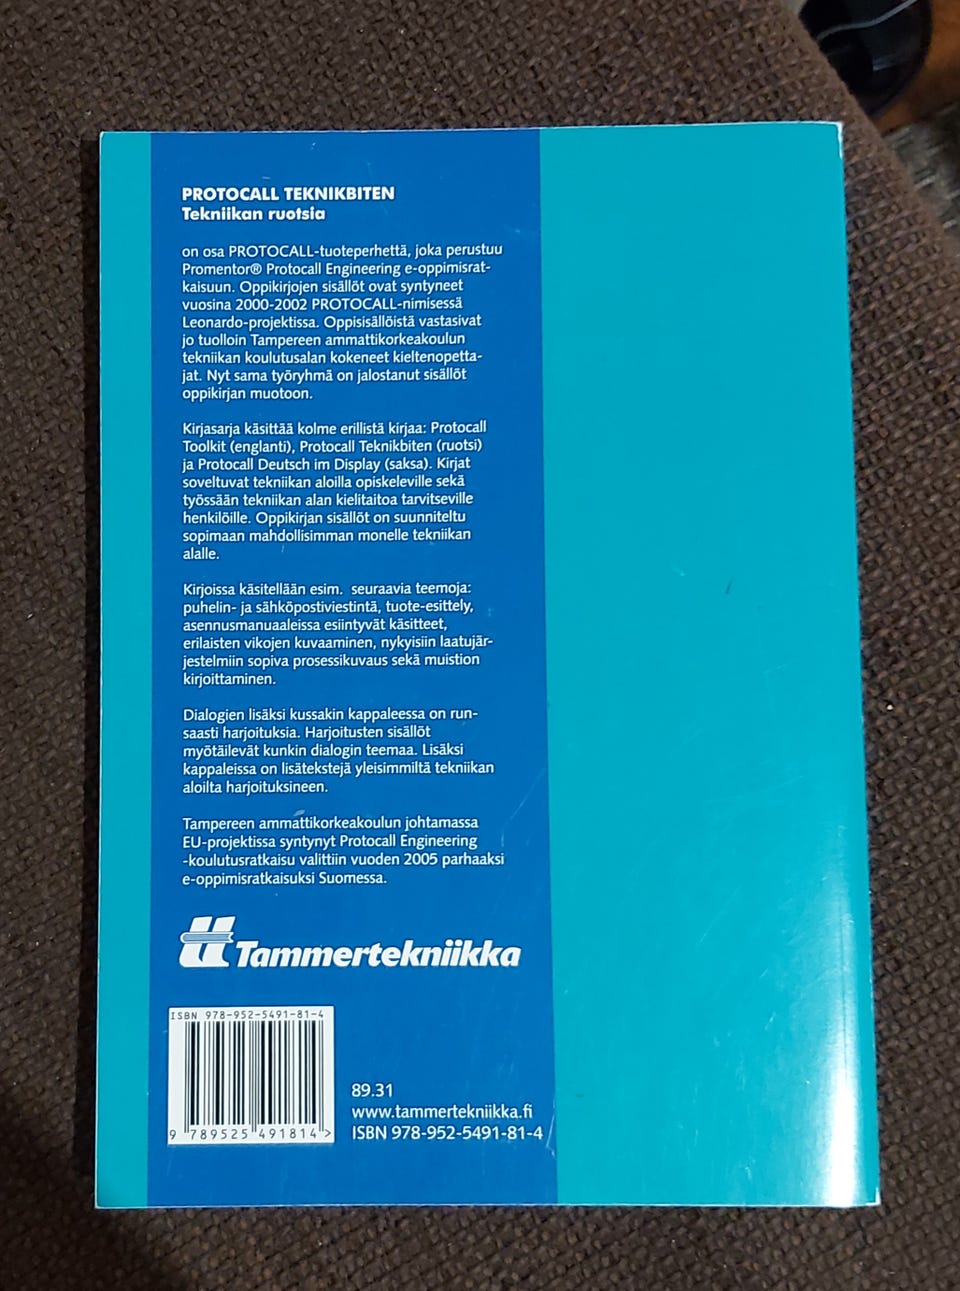 PROTOCALL TEKNIKBITEN
Tekniikan ruotsia
on osa PROTOCALL-tuoteperhettä, joka perustuu
Promentor® Protocall Engineering e-oppimisrat-
kaisuun. Oppikirjojen sisällöt ovat syntyneet
vuosina 2000-2002 PROTOCALL-nimisessä
Leonardo-projektissa. Oppisisällöistä vastasivat
jo tuolloin Tampereen ammattikorkeakoulun
tekniikan koulutusalan kokeneet kieltenopetta-
jat. Nyt sama työryhmä on jalostanut sisällöt
oppikirjan muotoon.
Kirjasarja käsittää kolme erillistä kirjaa: Protocall
Toolkit (englanti), Protocall Teknikbiten (ruotsi)
ja Protocall Deutsch im Display (saksa). Kirjat
soveltuvat tekniikan aloilla opiskeleville sekä
työssään tekniikan alan kielitaitoa tarvitseville
henkilöille. Oppikirjan sisällöt on suunniteltu
sopimaan mahdollisimman monelle tekniikan
alalle.
Kirjoissa käsitellään esim. seuraavia teemoja:
puhelin- ja sähköpostiviestintä, tuote-esittely,
asennusmanuaaleissa esiintyvät käsitteet,
erilaisten vikojen kuvaaminen, nykyisiin laatujär-
jestelmiin sopiva prosessikuvaus sekä muistion
kirjoittaminen.
Dialogien lisäksi kussakin kappaleessa on run-
saasti harjoituksia. Harjoitusten sisällöt
myötäilevät kunkin dialogin teemaa. Lisäksi
kappaleissa on lisätekstejä yleisimmiltä tekniikan
aloilta harjoituksineen.
Tampereen ammattikorkeakoulun johtamassa
EU-projektissa syntynyt Protocall Engineering
-koulutusratkaisu valittiin vuoden 2005 parhaaksi
e-oppimisratkaisuksi Suomessa.
Tammertekniikka
ISBN 978-952-5491-81-4
9 789525 491814 >
89.31
www.tammertekniikka.fi
ISBN 978-952-5491-81-4